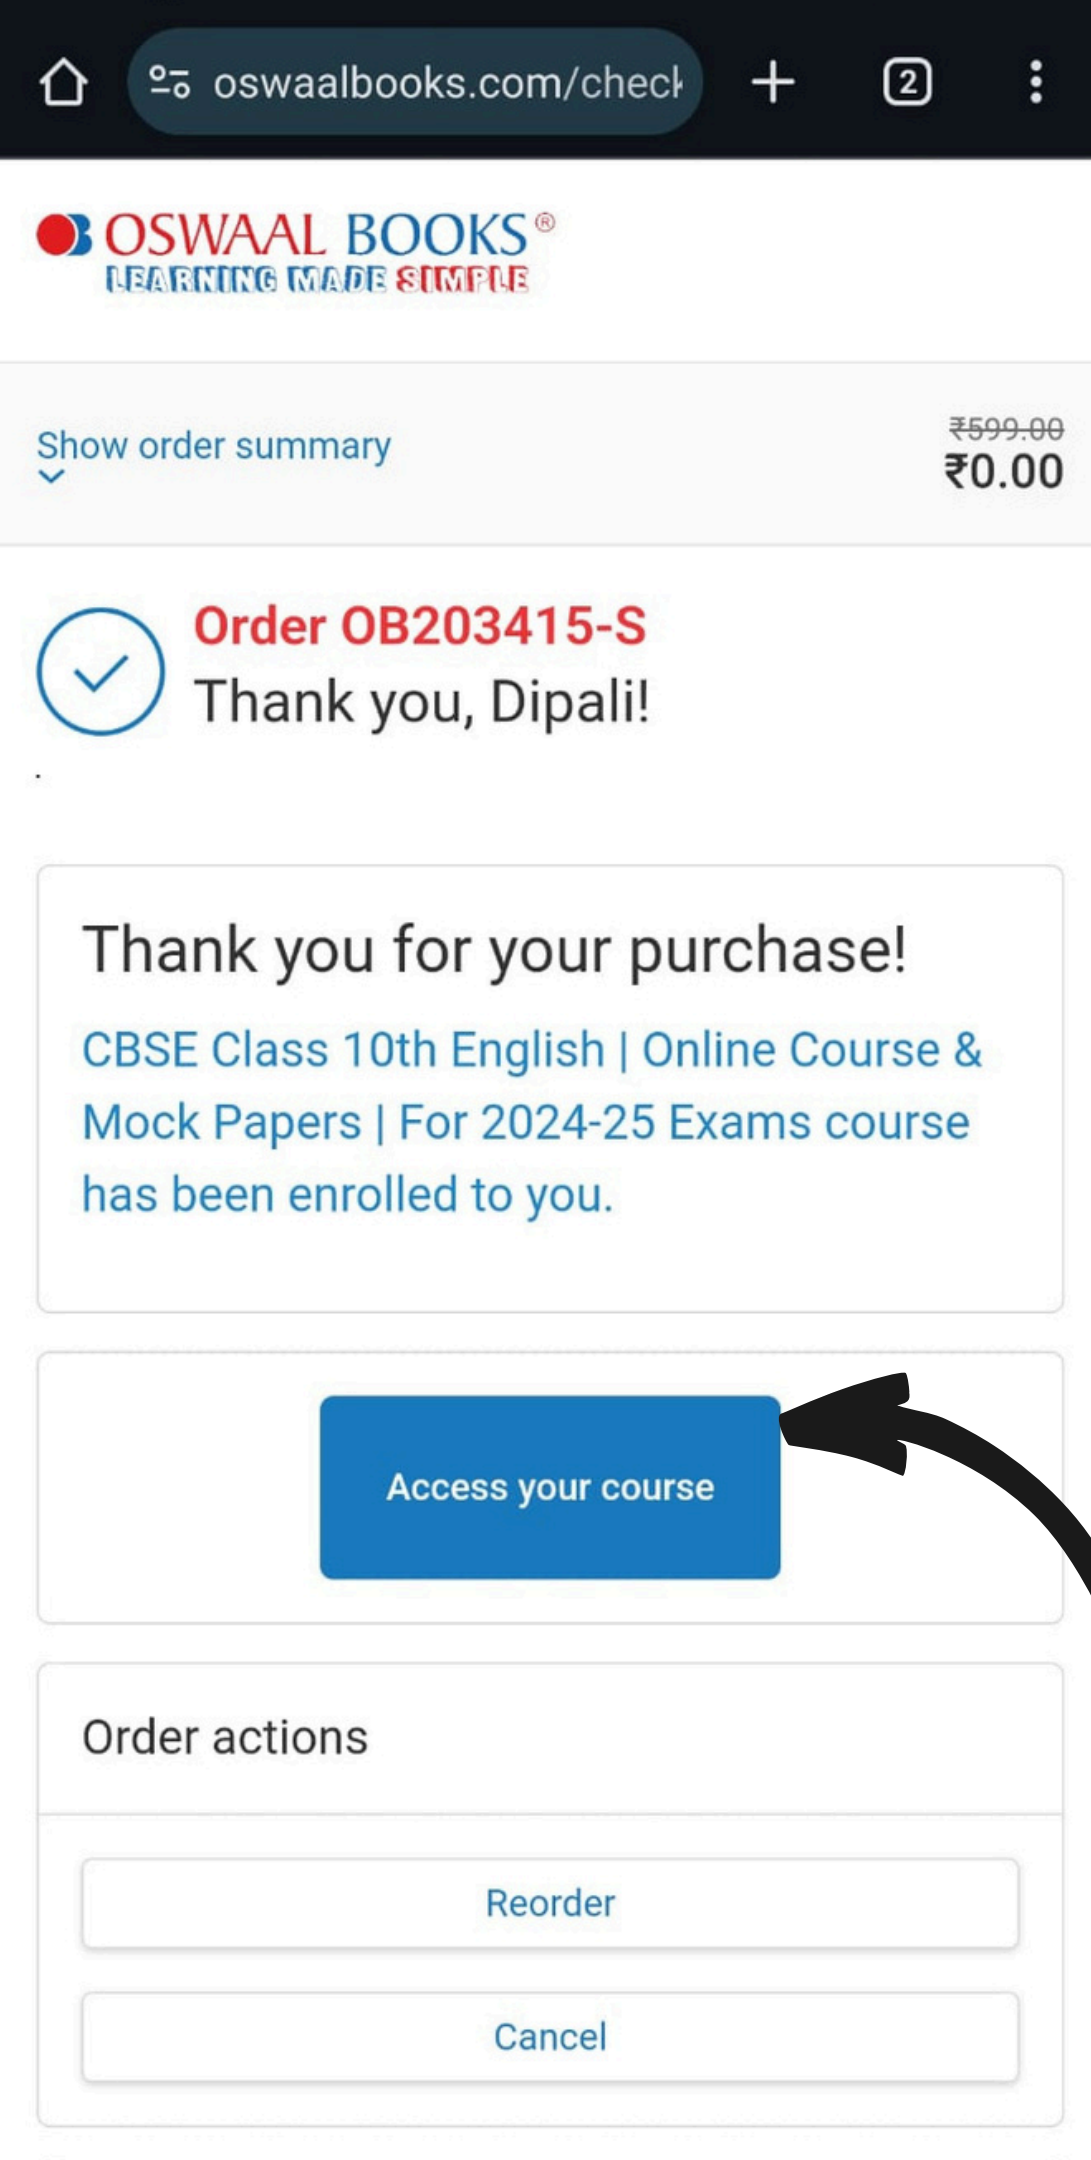 oswaalbooks.com/check
2
OSWAAL BOOKS®
LEARNING MADE SIMPLE
Show order summary
₹599.00
₹0.00
Order OB203415-S
Thank you, Dipali!
.
Thank you for your purchase!
CBSE Class 10th English | Online Course &
Mock Papers | For 2024-25 Exams course
has been enrolled to you.
Access your course
Order actions
Reorder
Cancel